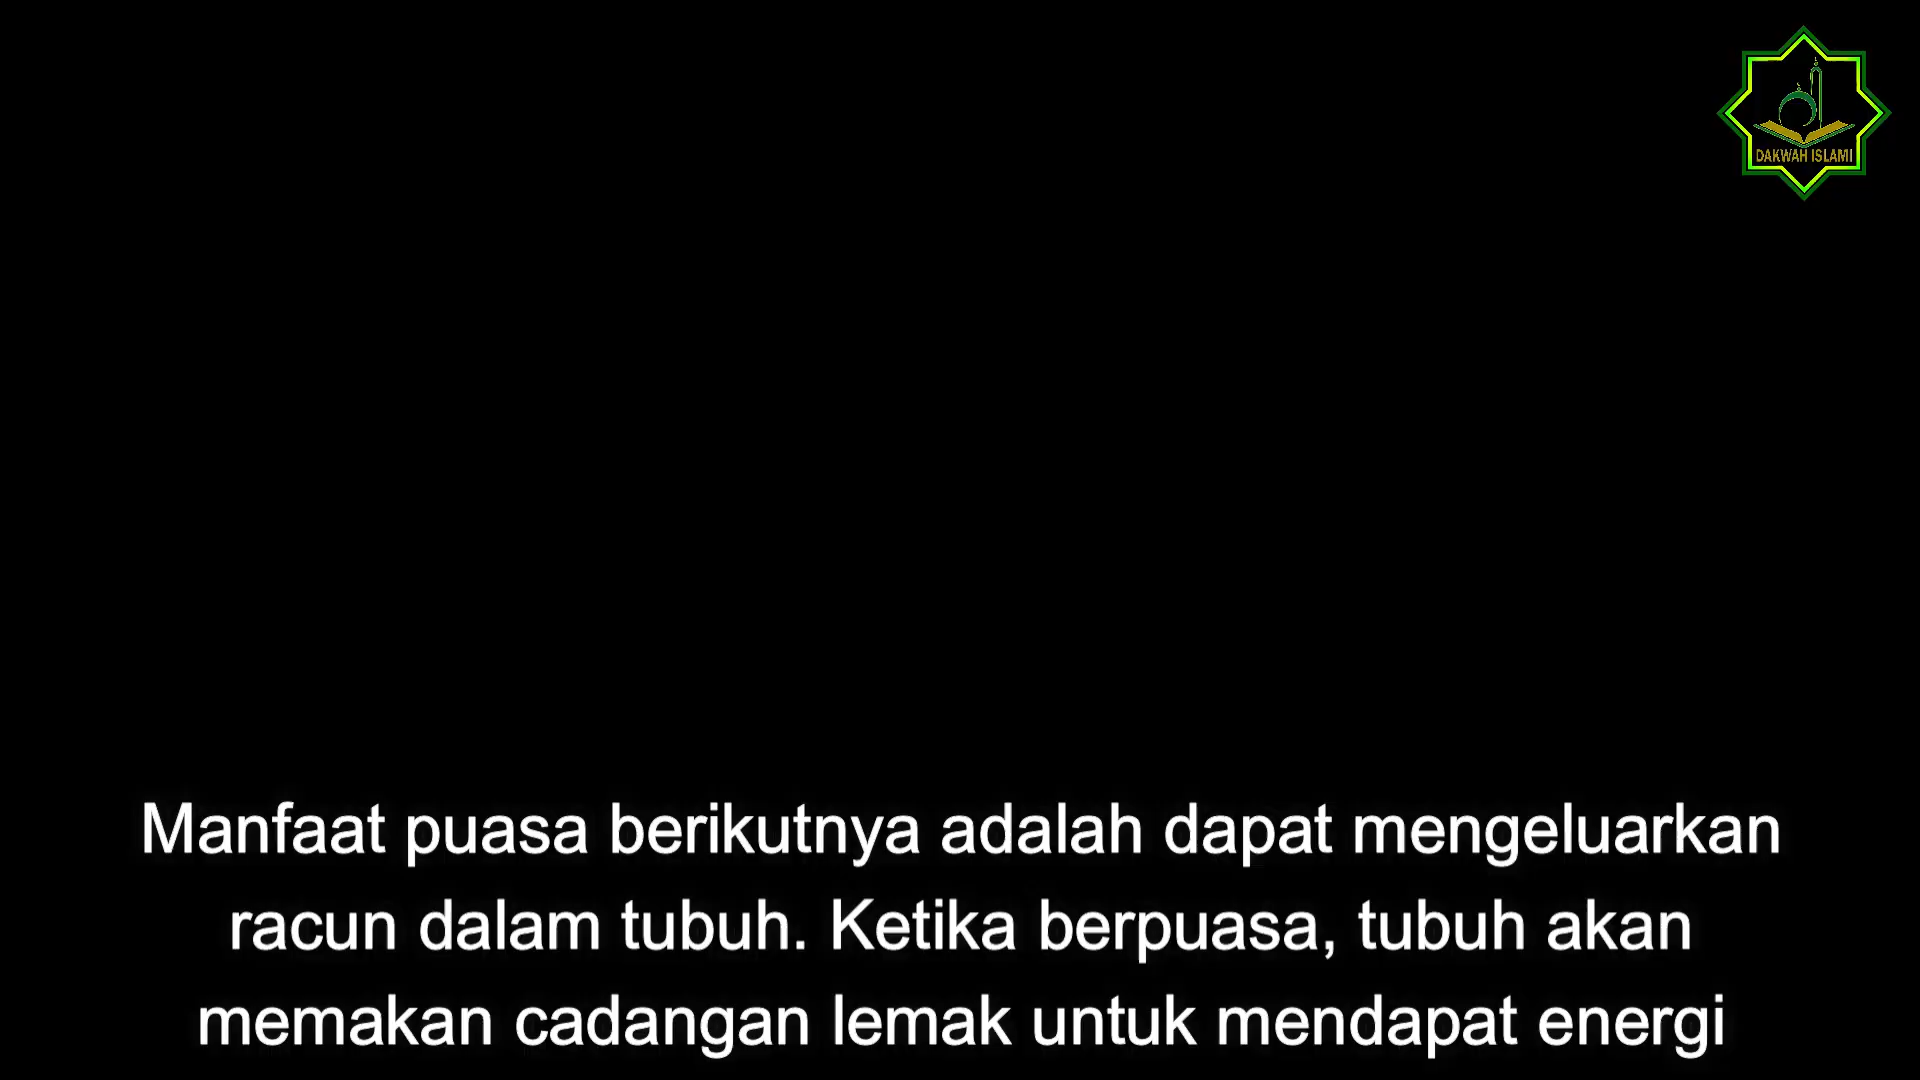 DAKWAH ISLAMI
Manfaat puasa berikutnya adalah dapat mengeluarkan
racun dalam tubuh. Ketika berpuasa, tubuh akan
memakan cadangan lemak untuk mendapat energi